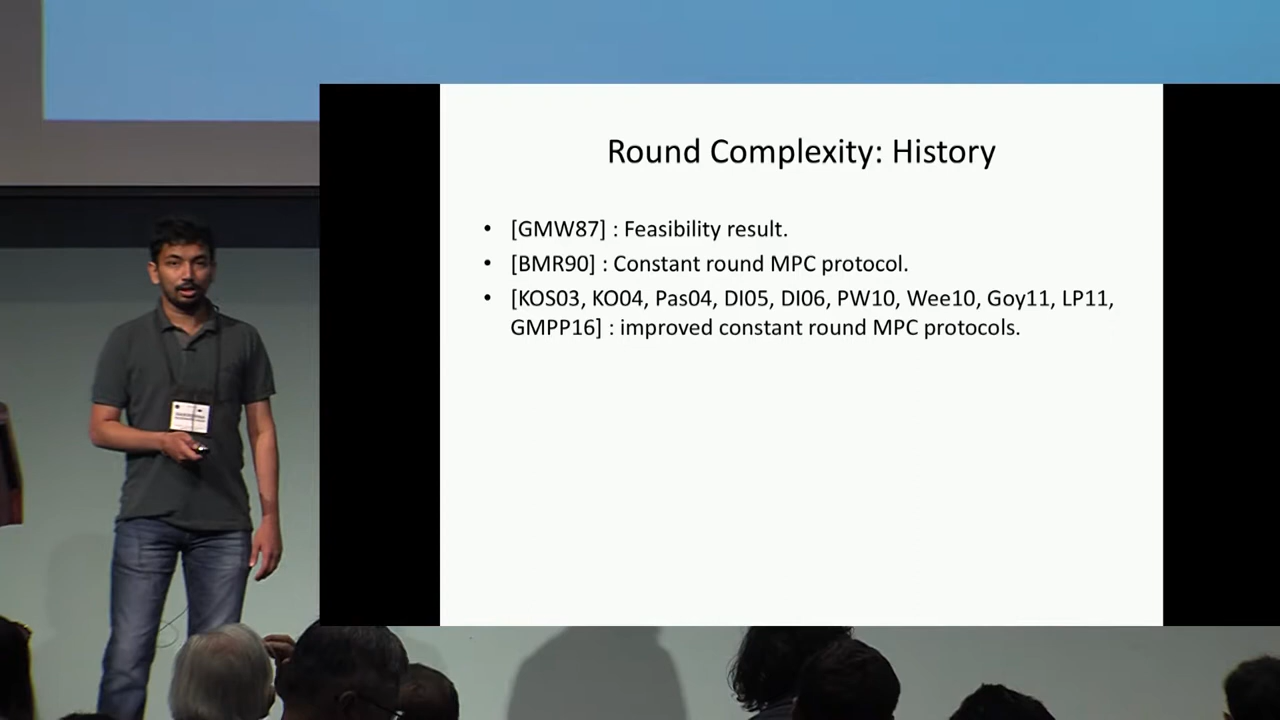 Round Complexity: History
• [GMW87] : Feasibility result.
• [BMR90] : Constant round MPC protocol.
• [KOS03, KO04, Pas04, DI05, DI06, PW10, Wee10, Goy11, LP11,
GMPP16] : improved constant round MPC protocols.